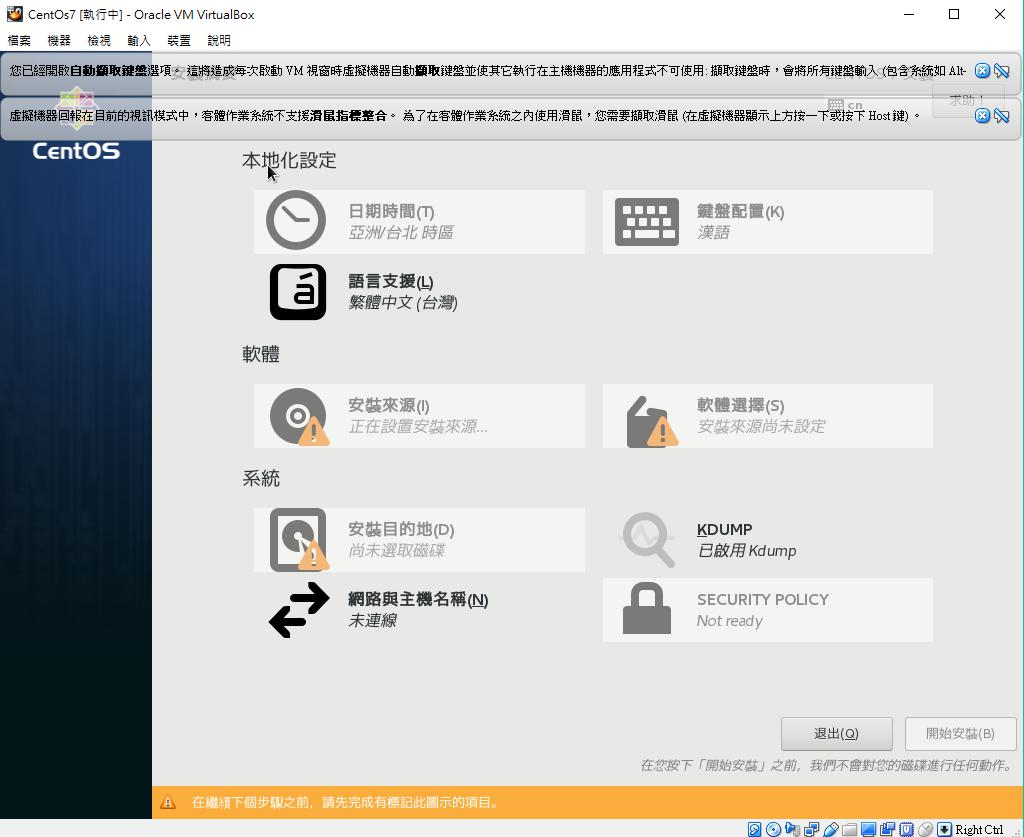 CentOs7 [執行中] - Oracle VM VirtualBox
檔案 機器 檢視 輸入 裝置 說明
您已經開啟自動擷取鍵盤選項。這將造成每次啟動 VM 視窗時虛擬機器自動擷取鍵盤並使其它執行在主機機器的應用程式不可使用: 擷取鍵盤時，會將所有鍵盤輸入 (包含系統如 Alt-
cn
求助！
虛擬機器回報在目前的視訊模式中，客體作業系統不支援滑鼠指標整合。為了在客體作業系統之內使用滑鼠，您需要擷取滑鼠 (在虛擬機器顯示上方按一下或按下 Host 鍵) 。
CentOS
本地化設定
日期時間(T)
亞洲/台北 時區
鍵盤配置(K)
漢語
語言支援(L)
繁體中文 (台灣)
軟體
安裝來源(I)
正在設置安裝來源...
軟體選擇(S)
安裝來源尚未設定
系統
安裝目的地(D)
尚未選取磁碟
KDUMP
已啟用 Kdump
網路與主機名稱(N)
未連線
SECURITY POLICY
Not ready
退出(Q)
開始安裝(B)
在您按下「開始安裝」之前，我們不會對您的磁碟進行任何動作。
在繼續下個步驟之前，請先完成有標記此圖示的項目。
Right Ctrl